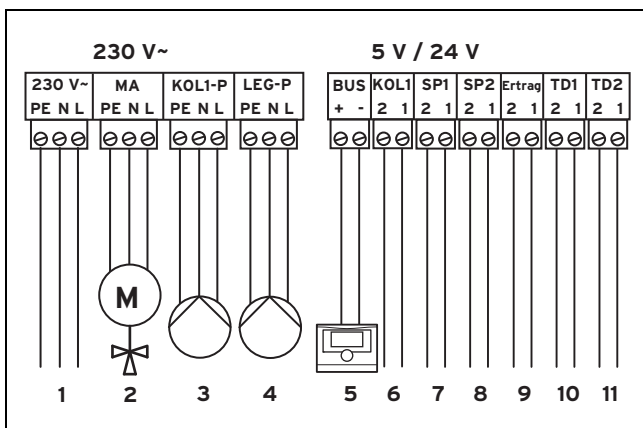 230 V~ 5 V / 24 V
230 V~ MA KOL1-P LEG-P BUS KOL1 SP1 SP2 Ertrag TD1 TD2
PE N L PE N L PE N L PE N L + - 2 1 2 1 2 1 2 1 2 1 2 1
M
1 2 3 4 5 6 7 8 9 10 11